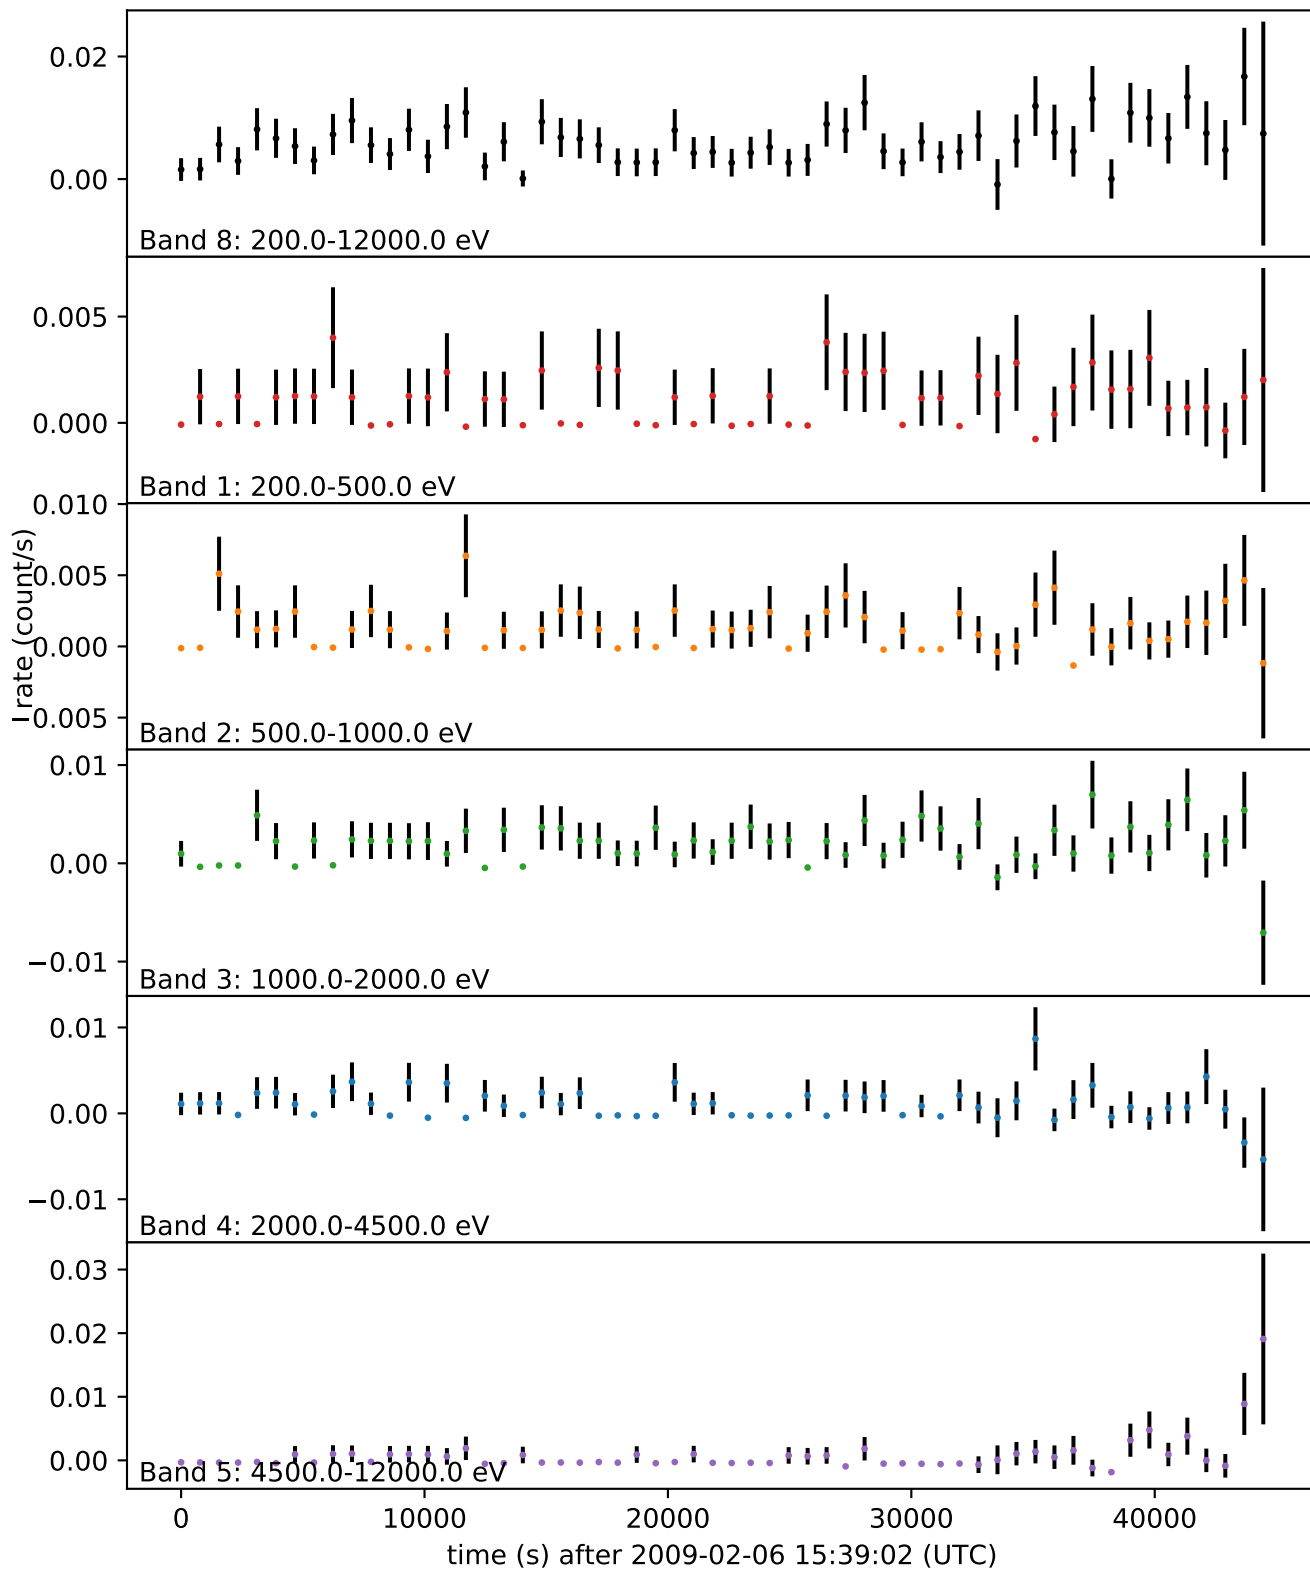 0.02
0.00
Band 8: 200.0-12000.0 eV
0.005
0.000
Band 1: 200.0-500.0 eV
0.010
0.005
0.000
−0.005
rate (count/s)
Band 2: 500.0-1000.0 eV
0.01
0.00
−0.01
Band 3: 1000.0-2000.0 eV
0.01
0.00
−0.01
Band 4: 2000.0-4500.0 eV
0.03
0.02
0.01
0.00
Band 5: 4500.0-12000.0 eV
0 10000 20000 30000 40000
time (s) after 2009-02-06 15:39:02 (UTC)